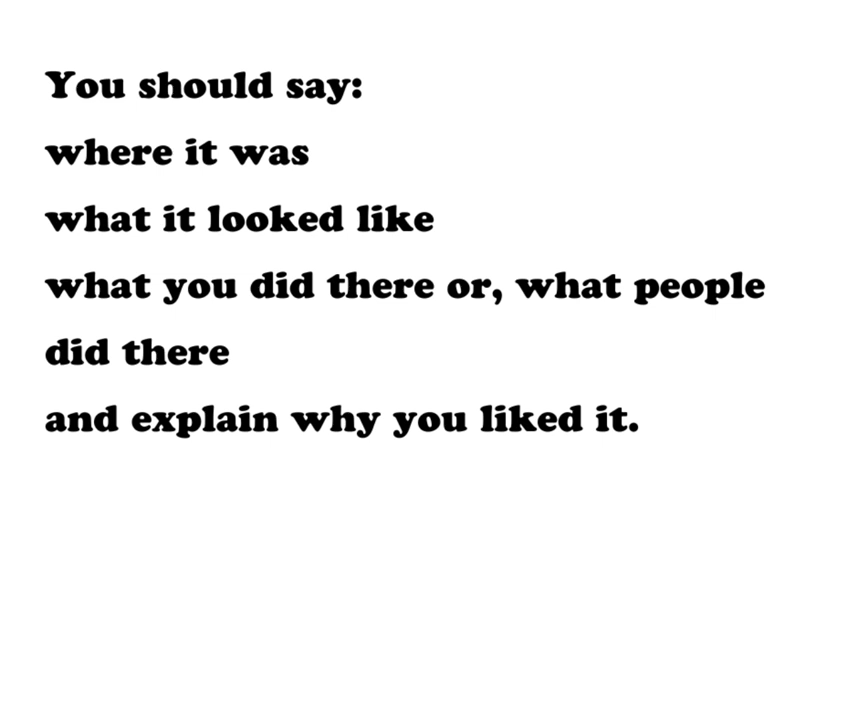 You should say:
where it was
what it looked like
what you did there or, what people
did there
and explain why you liked it.